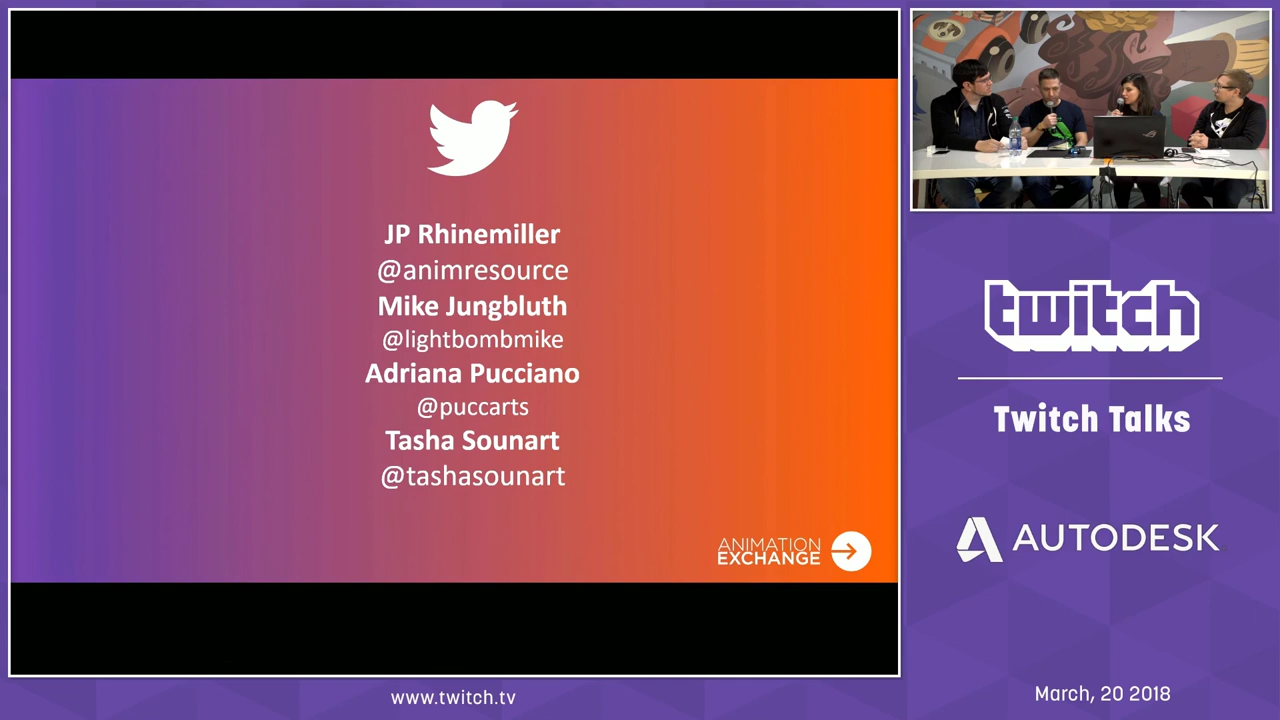 JP Rhinemiller
@animresource
Mike Jungbluth
@lightbombmike
Adriana Pucciano
@puccarts
Tasha Sounart
@tashasounart
ANIMATION
EXCHANGE
twitch
Twitch Talks
AUTODESK
www.twitch.tv
March, 20 2018